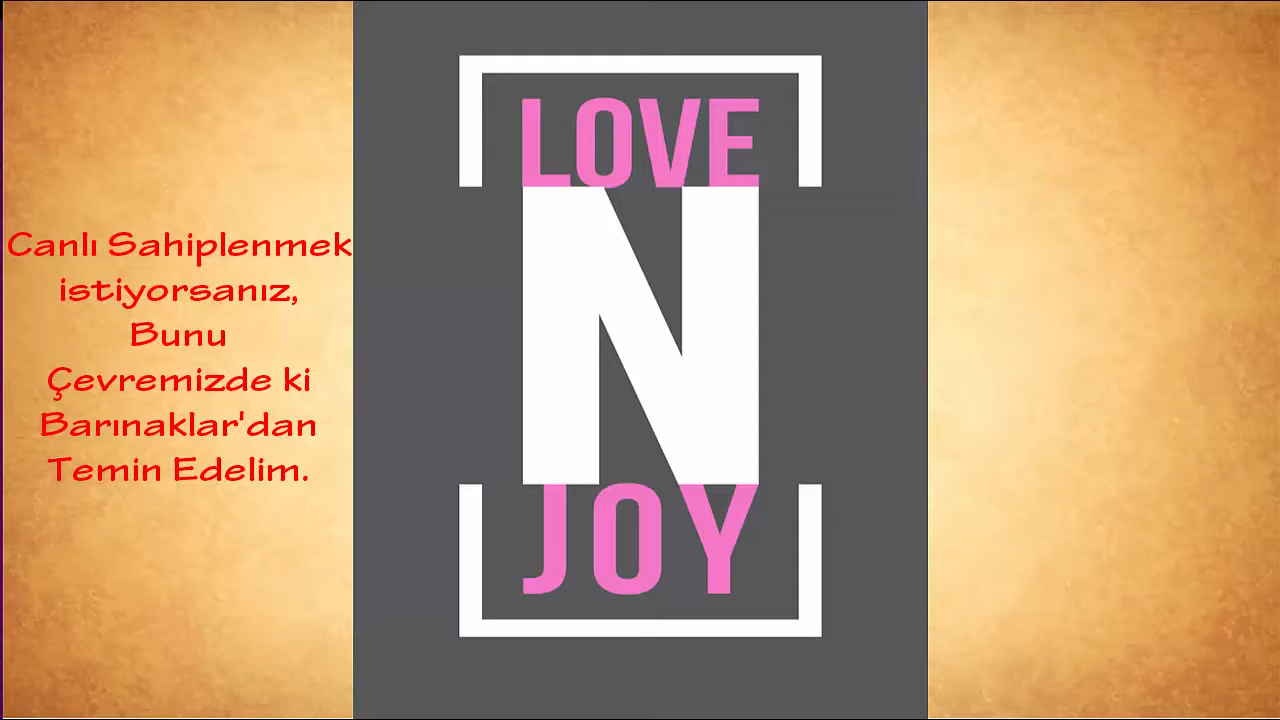 Canlı Sahiplenmek
istiyorsanız,
Bunu
Çevremizde ki
Barınaklar'dan
Temin Edelim.
LOVE
N
JOY